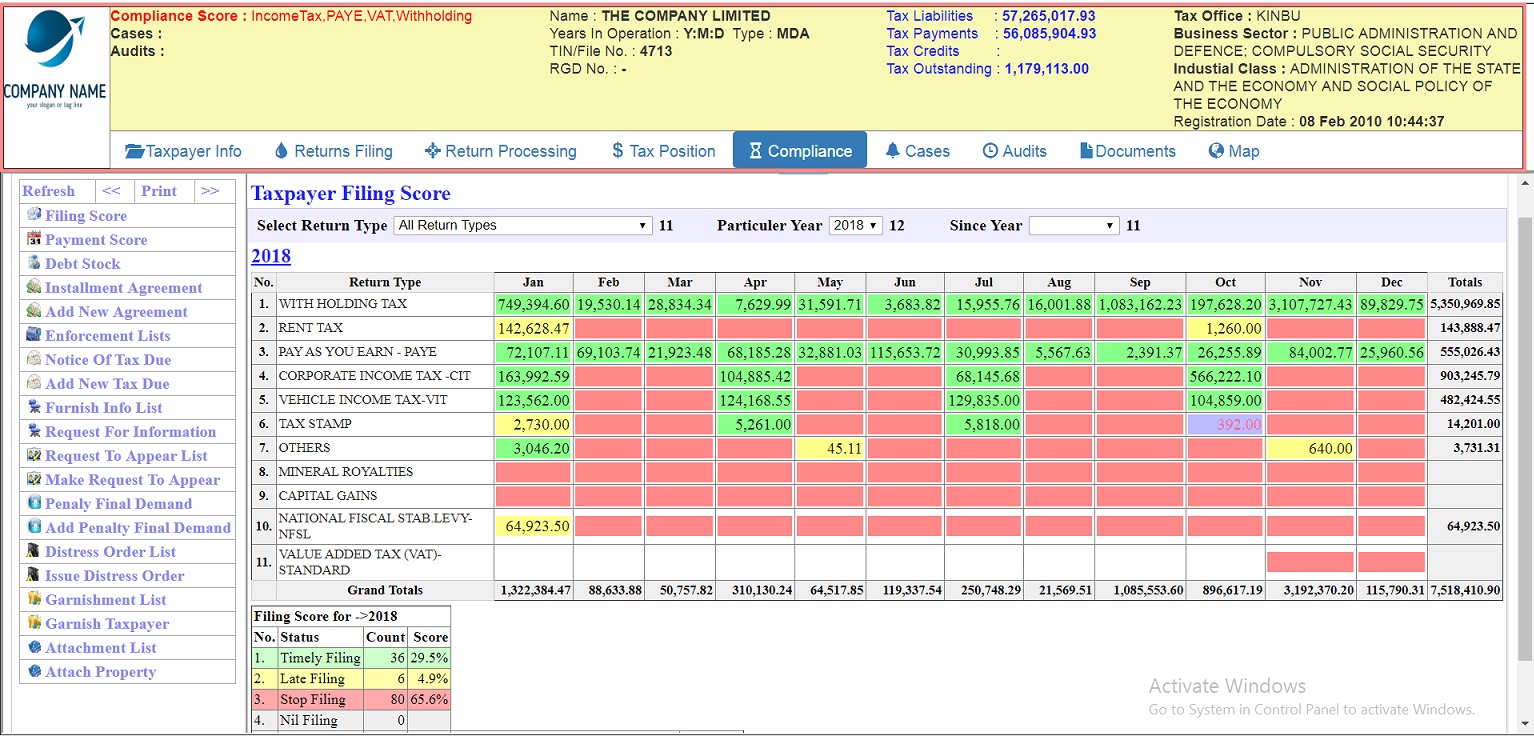 COMPANY NAME
your slogan or tag line
Compliance Score : IncomeTax,PAYE,VAT,Withholding
Cases :
Audits :
Name : THE COMPANY LIMITED
Years In Operation : Y:M:D Type : MDA
TIN/File No. : 4713
RGD No. : -
Tax Liabilities : 57,265,017.93
Tax Payments : 56,085,904.93
Tax Credits :
Tax Outstanding : 1,179,113.00
Tax Office : KINBU
Business Sector : PUBLIC ADMINISTRATION AND
DEFENCE; COMPULSORY SOCIAL SECURITY
Industial Class : ADMINISTRATION OF THE STATE
AND THE ECONOMY AND SOCIAL POLICY OF
THE ECONOMY
Registration Date : 08 Feb 2010 10:44:37
Taxpayer Info Returns Filing Return Processing $ Tax Position Compliance Cases Audits Documents Map
Refresh << Print >>
Filing Score
Payment Score
Debt Stock
Installment Agreement
Add New Agreement
Enforcement Lists
Notice Of Tax Due
Add New Tax Due
Furnish Info List
Request For Information
Request To Appear List
Make Request To Appear
Penaly Final Demand
Add Penalty Final Demand
Distress Order List
Issue Distress Order
Garnishment List
Garnish Taxpayer
Attachment List
Attach Property
Taxpayer Filing Score
Select Return Type All Return Types 11 Particuler Year 2018 12 Since Year 11
2018
No. Return Type Jan Feb Mar Apr May Jun Jul Aug Sep Oct Nov Dec Totals
1. WITH HOLDING TAX 749,394.60 19,530.14 28,834.34 7,629.99 31,591.71 3,683.82 15,955.76 16,001.88 1,083,162.23 197,628.20 3,107,727.43 89,829.75 5,350,969.85
2. RENT TAX 142,628.47 1,260.00 143,888.47
3. PAY AS YOU EARN - PAYE 72,107.11 69,103.74 21,923.48 68,185.28 32,881.03 115,653.72 30,993.85 5,567.63 2,391.37 26,255.89 84,002.77 25,960.56 555,026.43
4. CORPORATE INCOME TAX -CIT 163,992.59 104,885.42 68,145.68 566,222.10 903,245.79
5. VEHICLE INCOME TAX-VIT 123,562.00 124,168.55 129,835.00 104,859.00 482,424.55
6. TAX STAMP 2,730.00 5,261.00 5,818.00 392.00 14,201.00
7. OTHERS 3,046.20 45.11 640.00 3,731.31
8. MINERAL ROYALTIES
9. CAPITAL GAINS
10. NATIONAL FISCAL STAB.LEVY-
NFSL 64,923.50 64,923.50
11. VALUE ADDED TAX (VAT)-
STANDARD
Grand Totals 1,322,384.47 88,633.88 50,757.82 310,130.24 64,517.85 119,337.54 250,748.29 21,569.51 1,085,553.60 896,617.19 3,192,370.20 115,790.31 7,518,410.90
Filing Score for ->2018
No. Status Count Score
1. Timely Filing 36 29.5%
2. Late Filing 6 4.9%
3. Stop Filing 80 65.6%
4. Nil Filing 0
Activate Windows
Go to System in Control Panel to activate Windows.